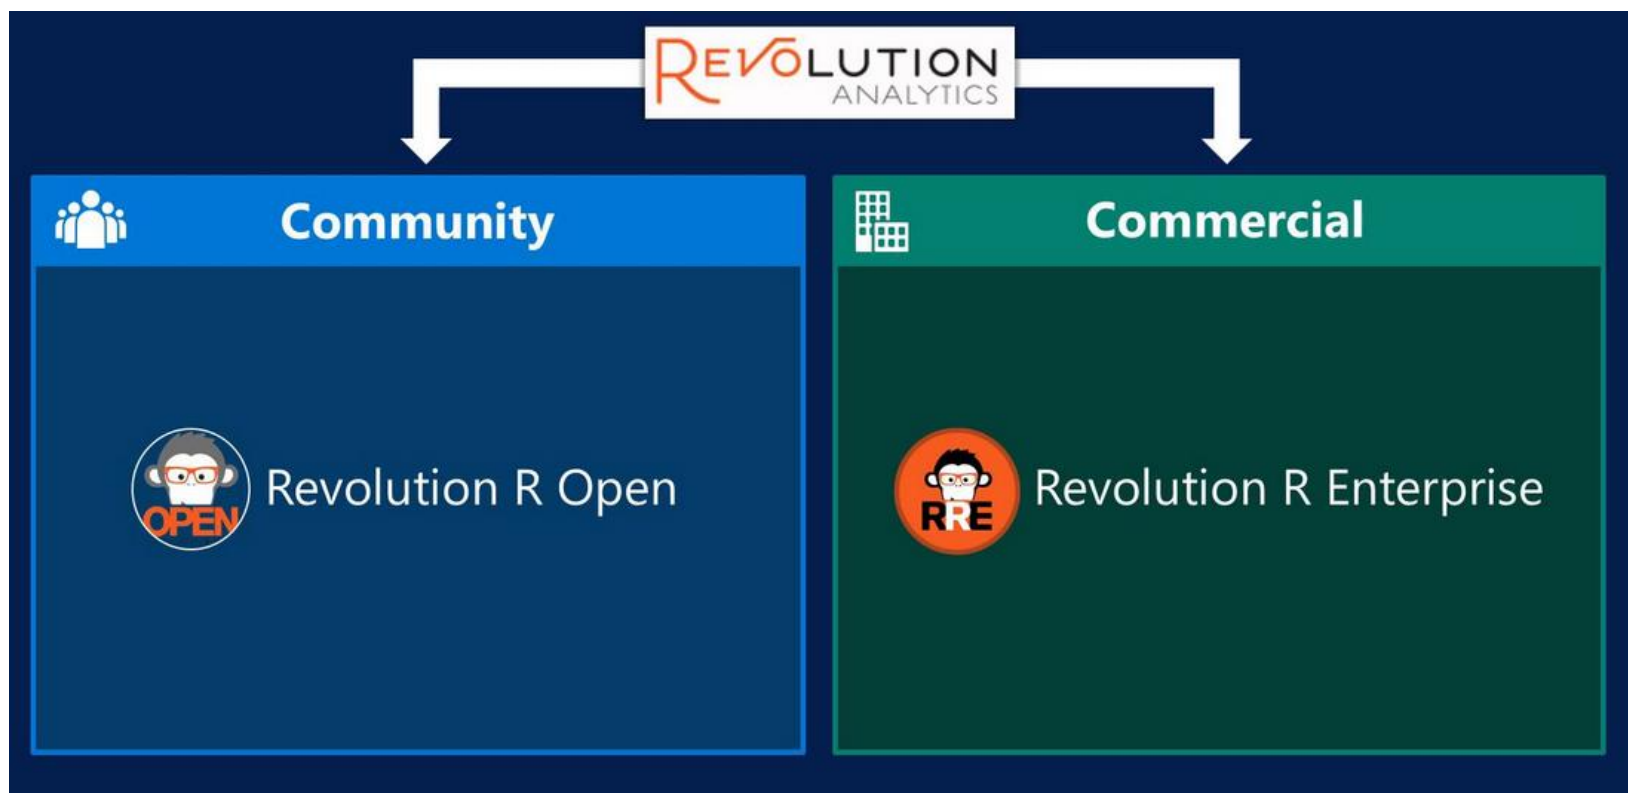 REVOLUTION
ANALYTICS
Community
Commercial
OPEN
Revolution R Open
RRE
Revolution R Enterprise